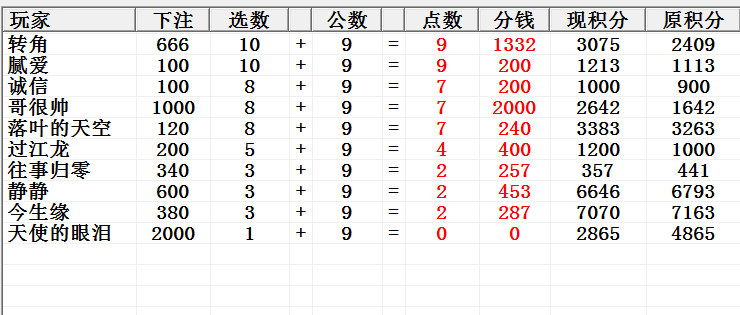 玩家 下注 选数 公数 点数 分钱 现积分 原积分
转角 666 10 + 9 = 9 1332 3075 2409
腻爱 100 10 + 9 = 9 200 1213 1113
诚信 100 8 + 9 = 7 200 1000 900
哥很帅 1000 8 + 9 = 7 2000 2642 1642
落叶的天空 120 8 + 9 = 7 240 3383 3263
过江龙 200 5 + 9 = 4 400 1200 1000
往事归零 340 3 + 9 = 2 257 357 441
静静 600 3 + 9 = 2 453 6646 6793
今生缘 380 3 + 9 = 2 287 7070 7163
天使的眼泪 2000 1 + 9 = 0 0 2865 4865